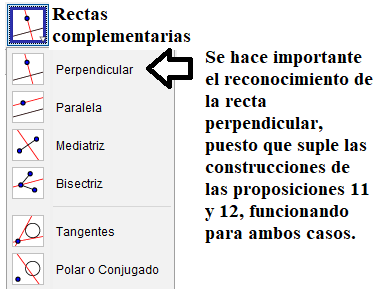 Rectas
complementarias
Perpendicular
Paralela
Mediatriz
Bisectriz
Tangentes
Polar o Conjugado
Se hace importante
el reconocimiento de
la recta
perpendicular,
puesto que suple las
construcciones de
las proposiciones 11
y 12, funcionando
para ambos casos.